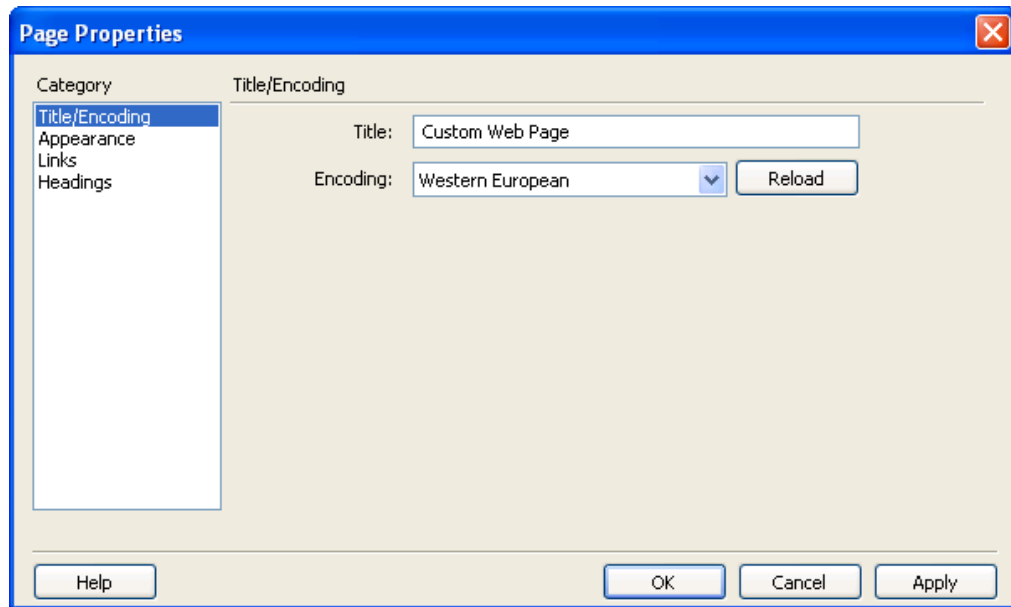 Page Properties
Category
Title/Encoding
Title/Encoding
Appearance
Links
Headings
Title: Custom Web Page
Encoding: Western European Reload
Help OK Cancel Apply